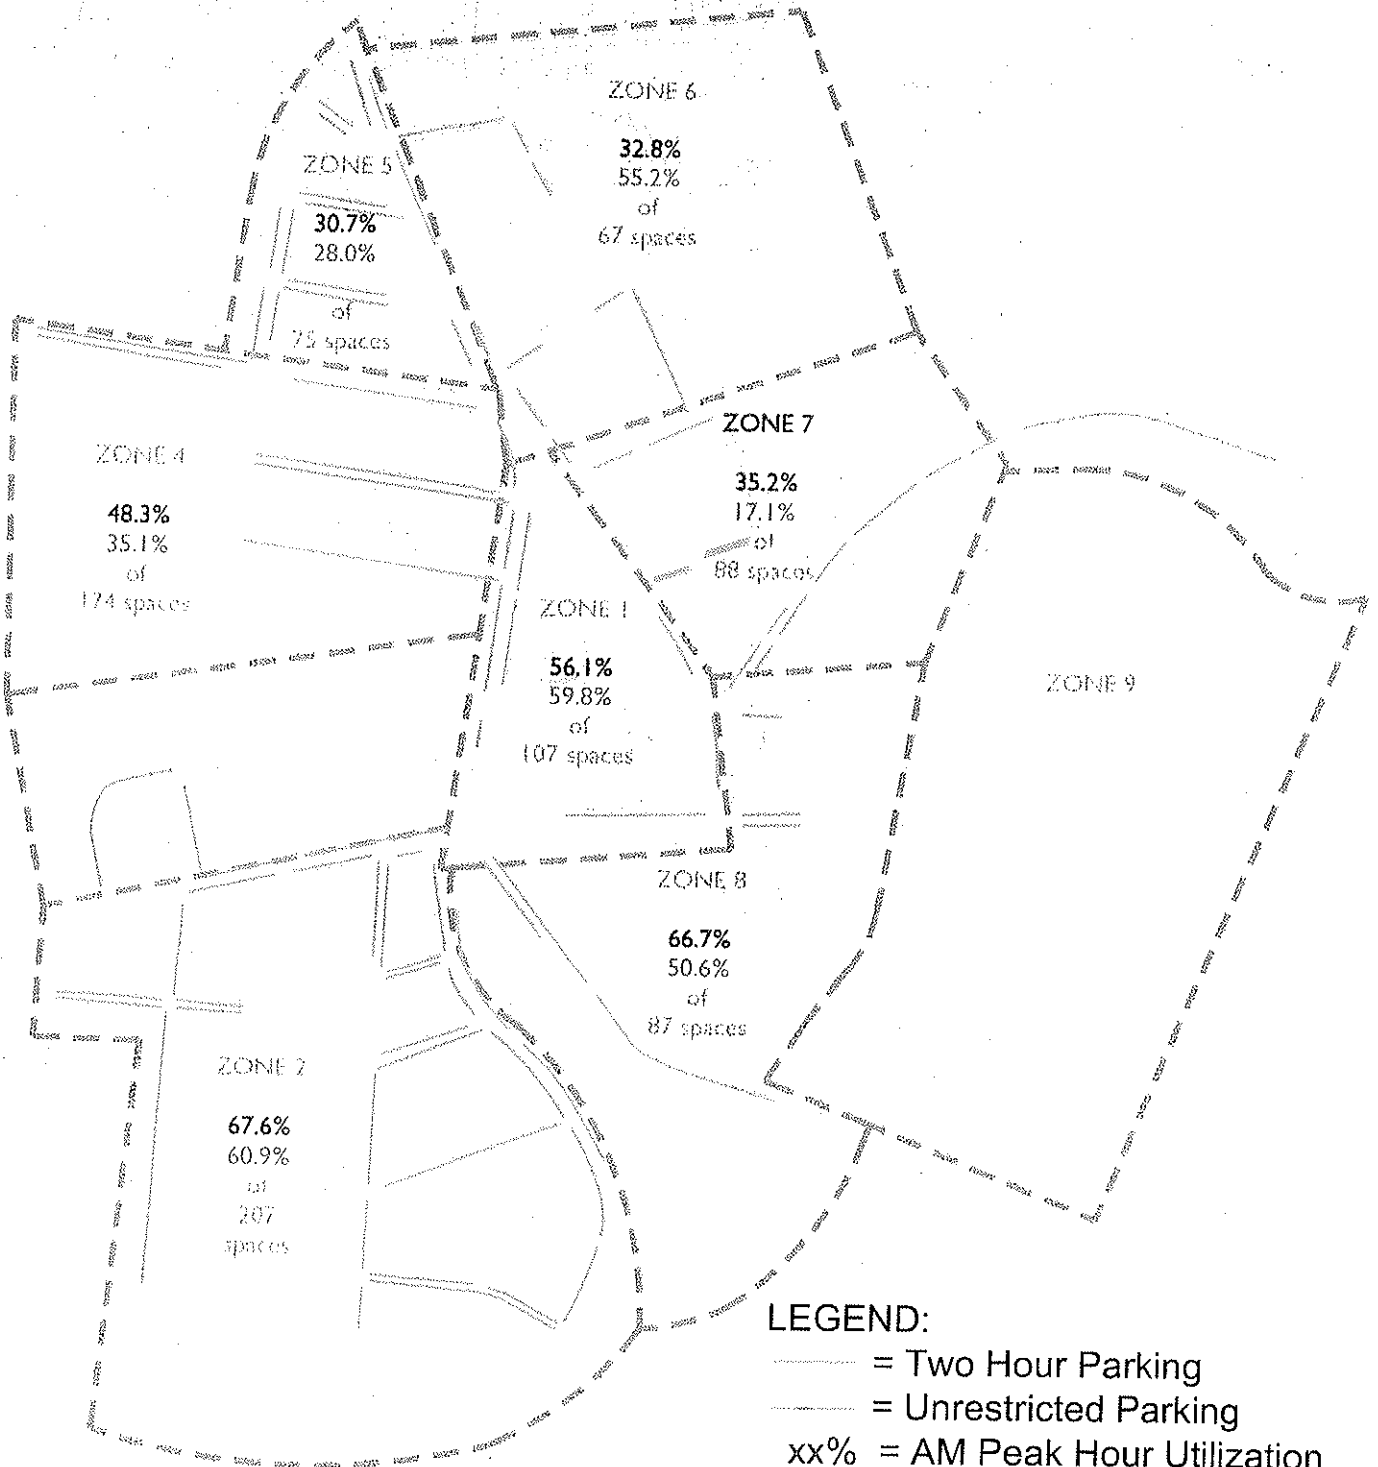 ZONE 6
32.8%
55.2%
of
67 spaces
ZONE 5
30.7%
28.0%
of
75 spaces
ZONE 4
48.3%
35.1%
of
174 spaces
ZONE 7
35.2%
17.1%
of
88 spaces
ZONE 1
56.1%
59.8%
of
107 spaces
ZONE 9
ZONE 8
66.7%
50.6%
of
87 spaces
ZONE 2
67.6%
60.9%
of
207
spaces
LEGEND:
= Two Hour Parking
= Unrestricted Parking
xx% = AM Peak Hour Utilization